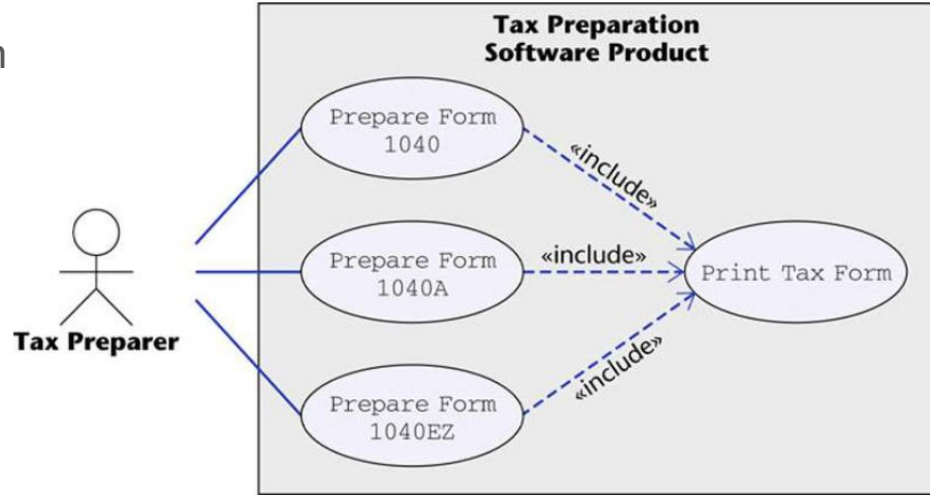 n
Tax Preparation
Software Product
Prepare Form
1040
«include»
Prepare Form
1040A
«include»
Print Tax Form
Tax Preparer
Prepare Form
1040EZ
«include»